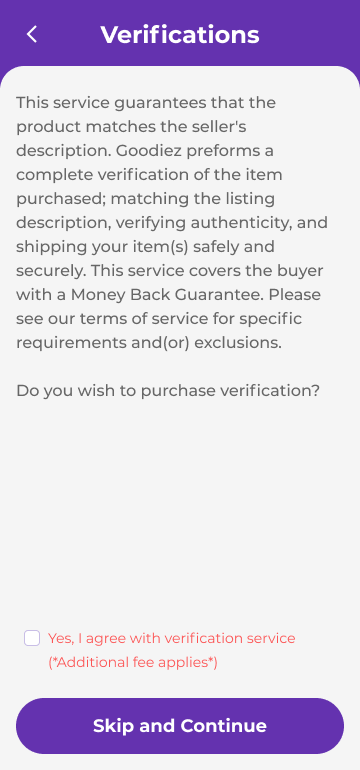 Verifications
This service guarantees that the
product matches the seller's
description. Goodiez preforms a
complete verification of the item
purchased; matching the listing
description, verifying authenticity, and
shipping your item(s) safely and
securely. This service covers the buyer
with a Money Back Guarantee. Please
see our terms of service for specific
requirements and(or) exclusions.
Do you wish to purchase verification?
Yes, I agree with verification service
(*Additional fee applies*)
Skip and Continue